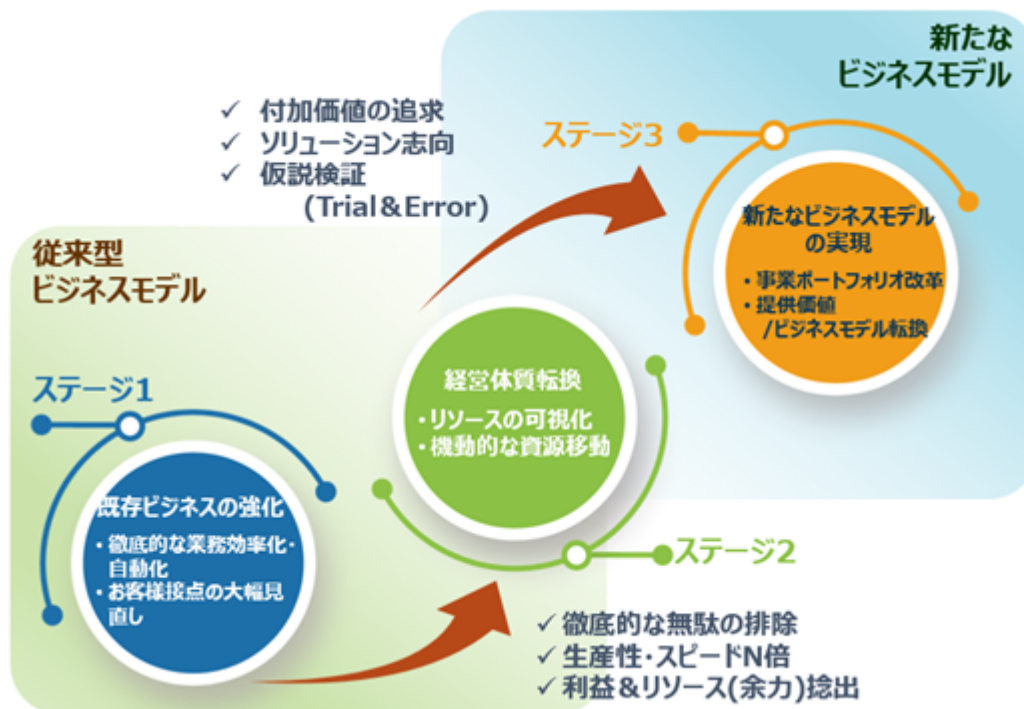 新たな
ビジネスモデル
✓ 付加価値の追求
✓ ソリューション志向
✓ 仮説検証
(Trial&Error)
ステージ3
新たなビジネスモデル
の実現
・事業ポートフォリオ改革
・提供価値
/ビジネスモデル転換
従来型
ビジネスモデル
経営体質転換
・リソースの可視化
・機動的な資源移動
ステージ1
既存ビジネスの強化
・徹底的な業務効率化・
自動化
・お客様接点の大幅見
直し
ステージ2
✓ 徹底的な無駄の排除
✓ 生産性・スピードN倍
✓ 利益&リソース(余力)捻出